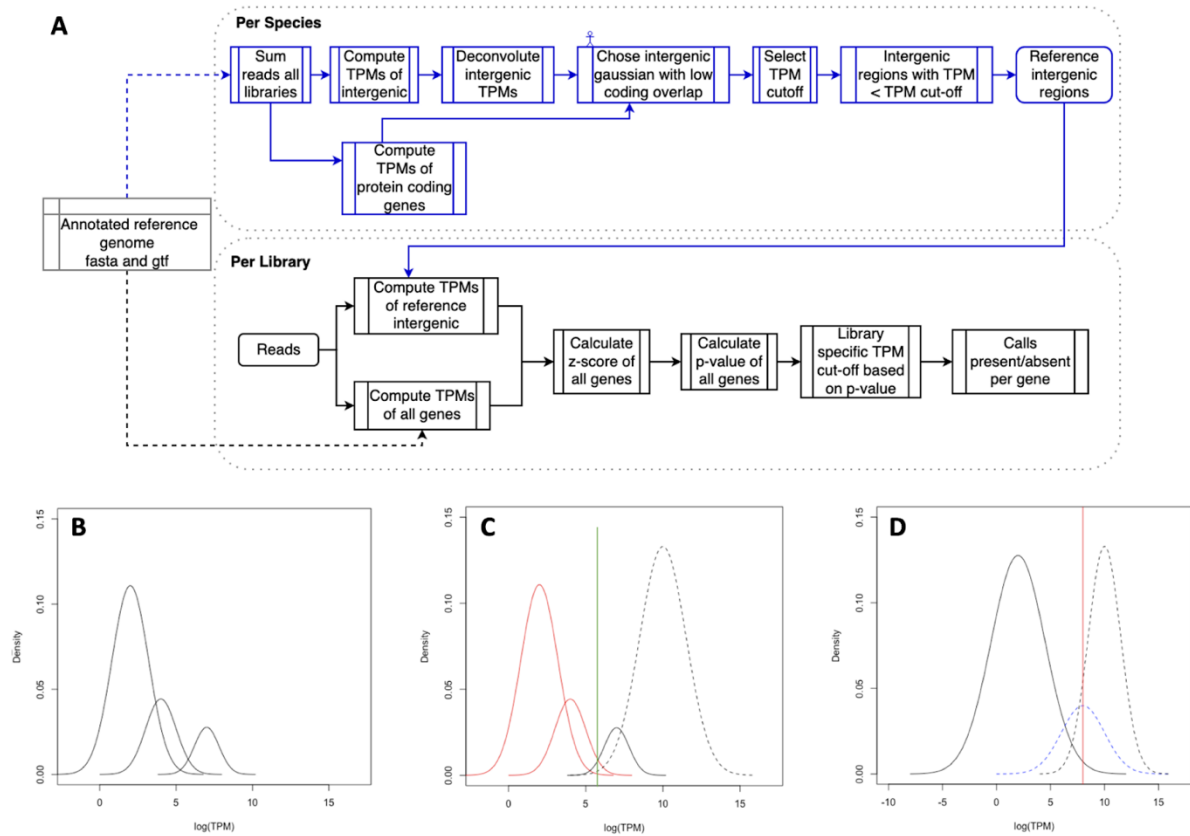 A
Per Species
Sum
reads all
libraries
Compute
TPMs of
intergenic
Deconvolute
intergenic
TPMs
Chose intergenic
gaussian with low
coding overlap
Select
TPM
cutoff
Intergenic
regions with TPM
< TPM cut-off
Reference
intergenic
regions
Compute
TPMs of
protein coding
genes
Annotated reference
genome
fasta and gtf
Per Library
Reads
Compute TPMs
of reference
intergenic
Compute TPMs
of all genes
Calculate
z-score of
all genes
Calculate
p-value of
all genes
Library
specific TPM
cut-off based
on p-value
Calls
present/absent
per gene
B
Density
0.15
0.10
0.05
0.00
0
5
10
15
log(TPM)
C
Density
0.15
0.10
0.05
0.00
0
5
10
15
log(TPM)
D
Density
0.15
0.10
0.05
0.00
-10
-5
0
5
10
15
log(TPM)